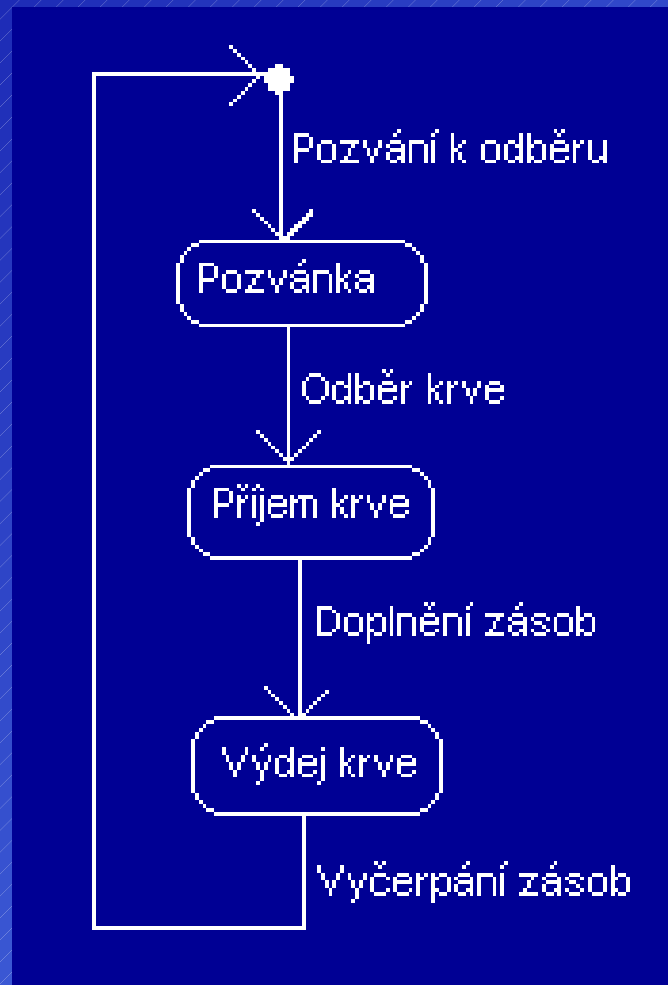 Pozvání k odběru
Pozvánka
Odběr krve
Příjem krve
Doplnění zásob
Výdej krve
Vyčerpání zásob